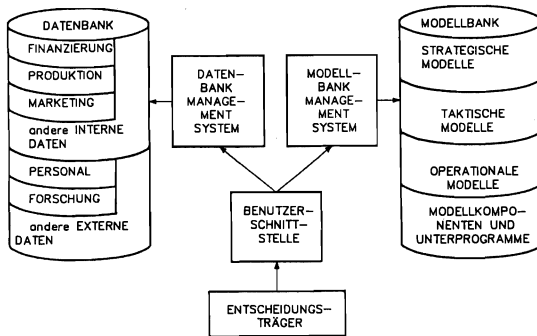 DATENBANK
FINANZIERUNG
PRODUKTION
MARKETING
andere INTERNE
DATEN
PERSONAL
FORSCHUNG
andere EXTERNE
DATEN
DATEN-
BANK
MANAGE-
MENT
SYSTEM
MODELL-
BANK
MANAGE-
MENT
SYSTEM
BENUTZER-
SCHNITT-
STELLE
ENTSCHEIDUNGS-
TRÄGER
MODELLBANK
STRATEGISCHE
MODELLE
TAKTISCHE
MODELLE
OPERATIONALE
MODELLE
MODELLKOMPO-
NENTEN UND
UNTERPROGRAMME